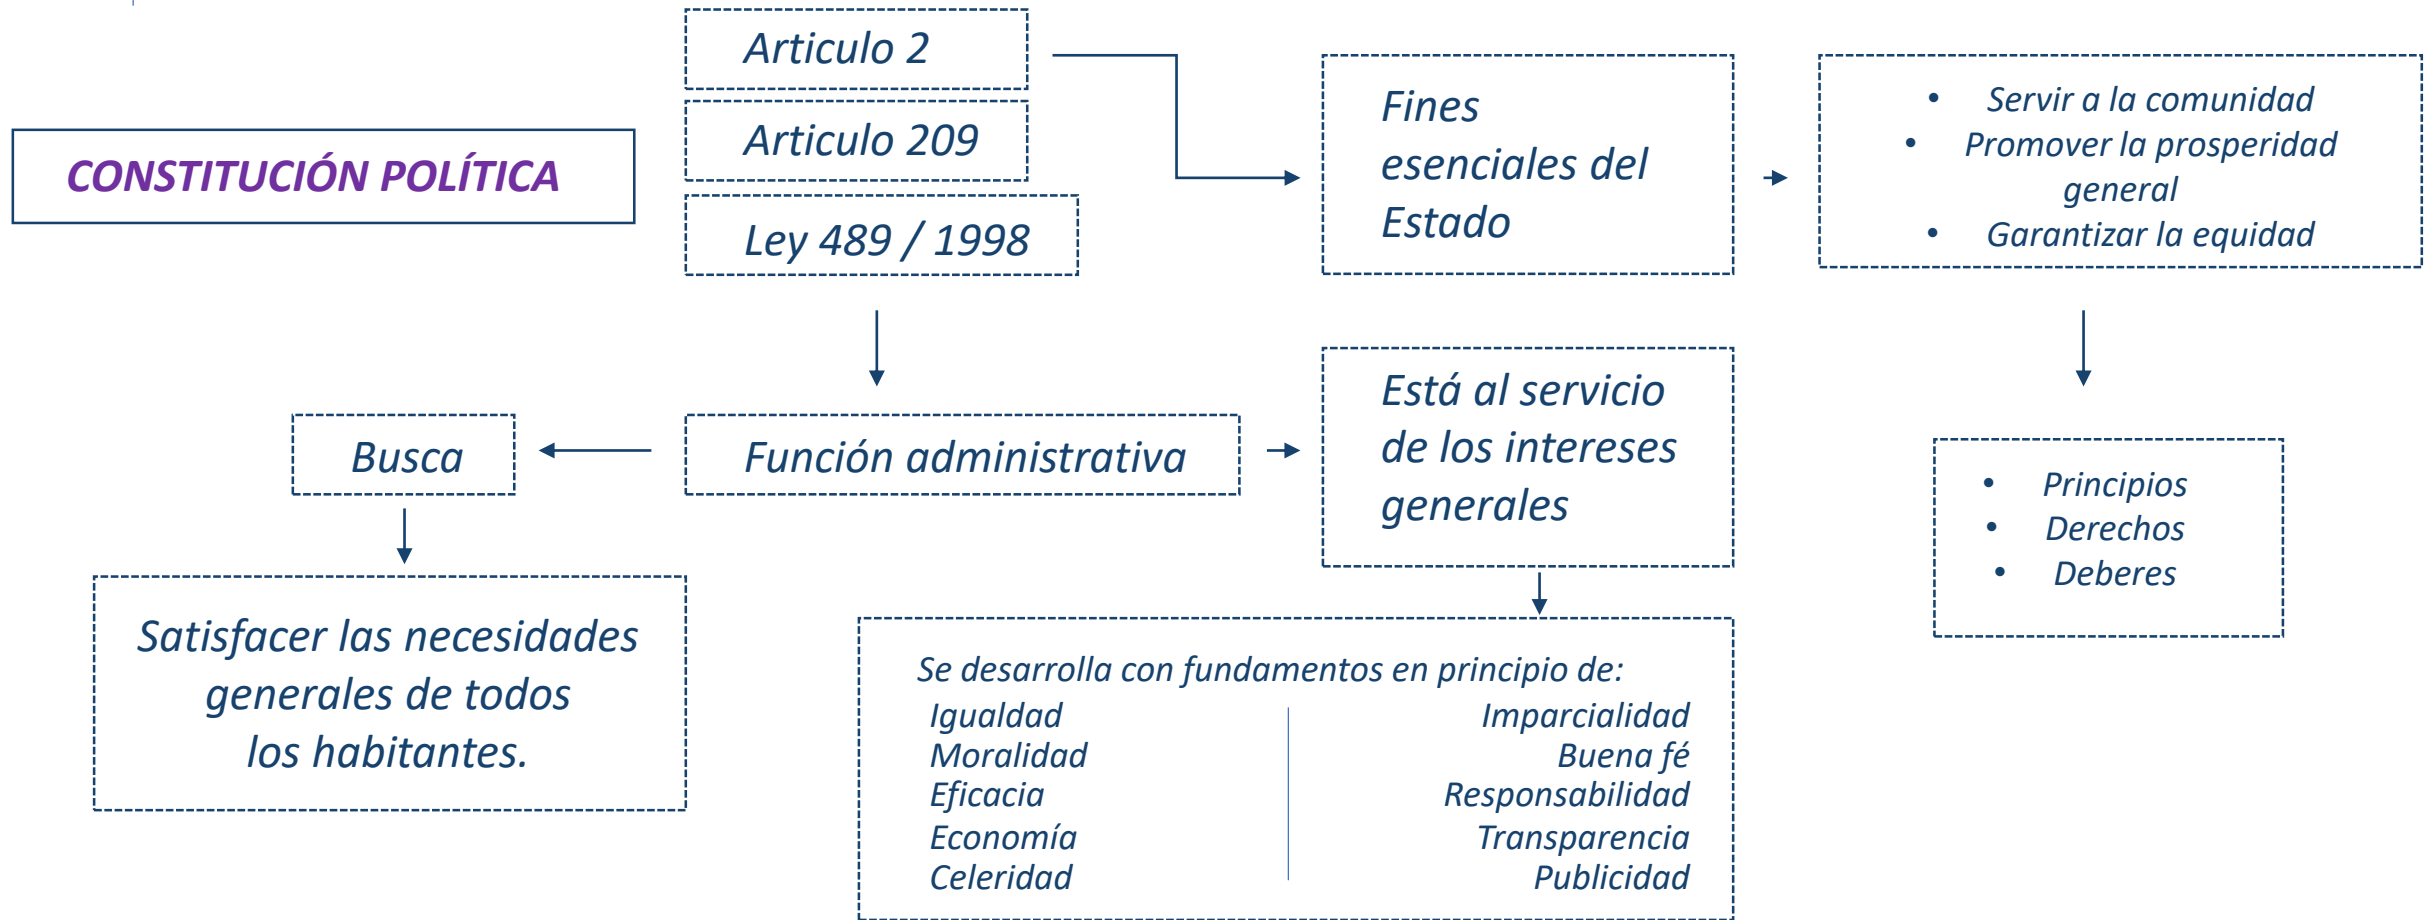 CONSTITUCIÓN POLÍTICA
Articulo 2
Articulo 209
Ley 489 / 1998
Fines
esenciales del
Estado
• Servir a la comunidad
• Promover la prosperidad
general
• Garantizar la equidad
Busca
Función administrativa
Está al servicio
de los intereses
generales
• Principios
• Derechos
• Deberes
Satisfacer las necesidades
generales de todos
los habitantes.
Se desarrolla con fundamentos en principio de:
Igualdad
Moralidad
Eficacia
Economía
Celeridad
Imparcialidad
Buena fé
Responsabilidad
Transparencia
Publicidad